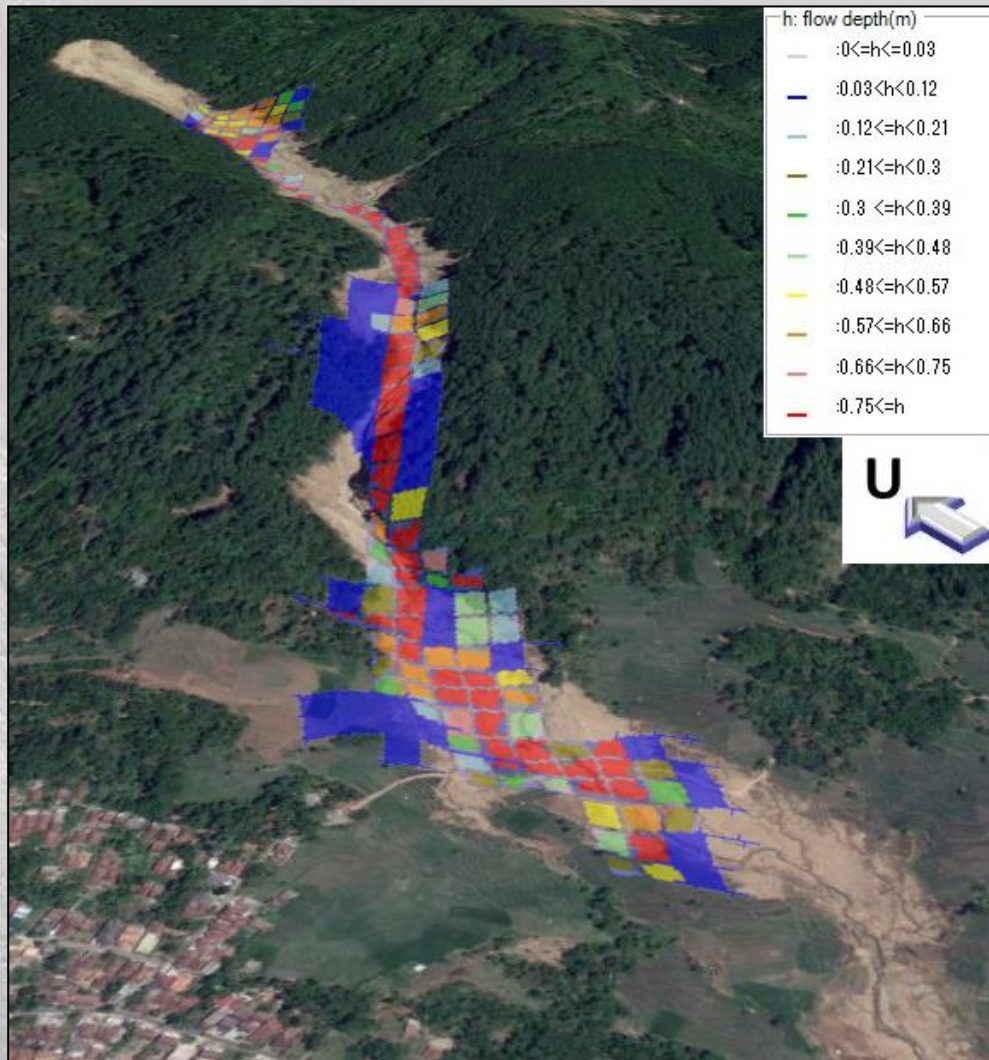 h: flow depth(m)
:0<=h<=0.03
:0.03<h<0.12
:0.12<=h<0.21
:0.21<=h<0.3
:0.3 <=h<0.39
:0.39<=h<0.48
:0.48<=h<0.57
:0.57<=h<0.66
:0.66<=h<0.75
:0.75<=h
U